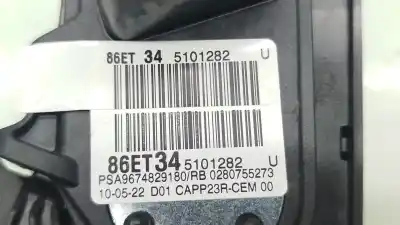 86ET 34 5101282 U
86ET34 5101282 U
PSA9674829180/RB 0280755273
10-05-22 D01 CAPP23R-CEM 00